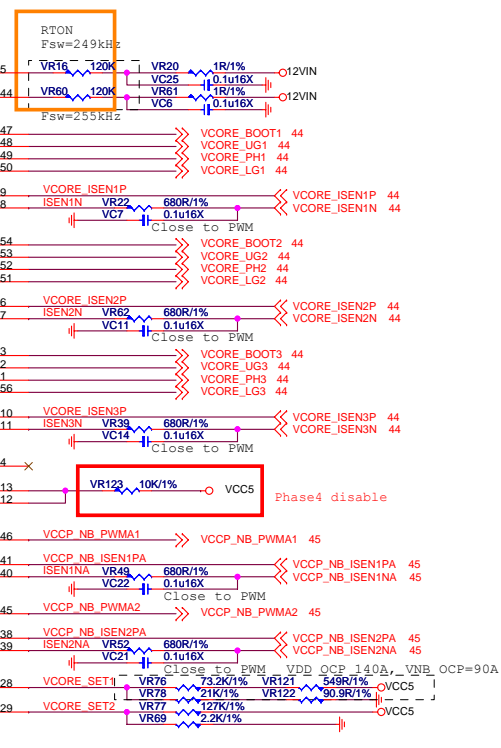 RTON
Fsw=249kHz
5 VR16 120K VR20 1R/1% 12VIN
VC25 0.1u16X
44 VR60 120K VR61 1R/1% 12VIN
VC6 0.1u16X
Fsw=255kHz
47 VCORE_BOOT1 44
48 VCORE_UG1 44
49 VCORE_PH1 44
50 VCORE_LG1 44
9 VCORE_ISEN1P VCORE_ISEN1P 44
8 ISEN1N VR22 680R/1% VCORE_ISEN1N 44
VC7 0.1u16X
Close to PWM
54 VCORE_BOOT2 44
53 VCORE_UG2 44
52 VCORE_PH2 44
51 VCORE_LG2 44
6 VCORE_ISEN2P VCORE_ISEN2P 44
7 ISEN2N VR62 680R/1% VCORE_ISEN2N 44
VC11 0.1u16X
Close to PWM
3 VCORE_BOOT3 44
2 VCORE_UG3 44
1 VCORE_PH3 44
56 VCORE_LG3 44
10 VCORE_ISEN3P VCORE_ISEN3P 44
11 ISEN3N VR39 680R/1% VCORE_ISEN3N 44
VC14 0.1u16X
Close to PWM
4
13 VR123 10K/1% VCC5
12 Phase4 disable
46 VCCP_NB_PWMA1 VCCP_NB_PWMA1 45
41 VCCP_NB_ISEN1PA VCCP_NB_ISEN1PA 45
40 ISEN1NA VR49 680R/1% VCCP_NB_ISEN1NA 45
VC22 0.1u16X
Close to PWM
45 VCCP_NB_PWMA2 VCCP_NB_PWMA2 45
38 VCCP_NB_ISEN2PA VCCP_NB_ISEN2PA 45
39 ISEN2NA VR52 680R/1% VCCP_NB_ISEN2NA 45
VC21 0.1u16X
Close to PWM VDD OCP 140A, VNB OCP=90A
28 VCORE_SET1 VR76 73.2K/1% VR121 549R/1% VCC5
VR78 21K/1% VR122 90.9R/1%
29 VCORE_SET2 VR77 127K/1% VCC5
VR69 2.2K/1%